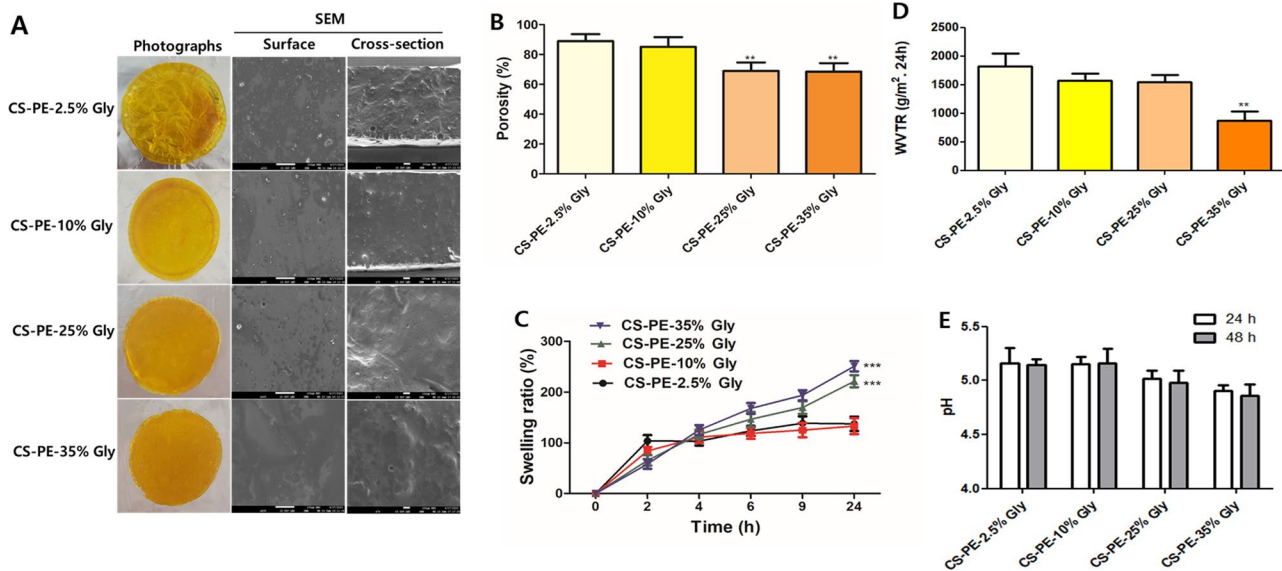 A
SEM
Photographs
Surface
Cross-section
CS-PE-2.5% Gly
CS-PE-10% Gly
CS-PE-25% Gly
CS-PE-35% Gly
B
Porosity (%)
100
80
60
40
20
0
**
**
CS-PE-2.5% Gly
CS-PE-10% Gly
CS-PE-25% Gly
CS-PE-35% Gly
D
WVTR (g/m². 24h)
2500
2000
1500
1000
500
0
**
CS-PE-2.5% Gly
CS-PE-10% Gly
CS-PE-25% Gly
CS-PE-35% Gly
C
Swelling ratio (%)
300
200
100
0
CS-PE-35% Gly
CS-PE-25% Gly
CS-PE-10% Gly
CS-PE-2.5% Gly
***
***
0 2 4 6 9 24
Time (h)
E
24 h
48 h
pH
5.5
5.0
4.5
4.0
CS-PE-2.5% Gly
CS-PE-10% Gly
CS-PE-25% Gly
CS-PE-35% Gly